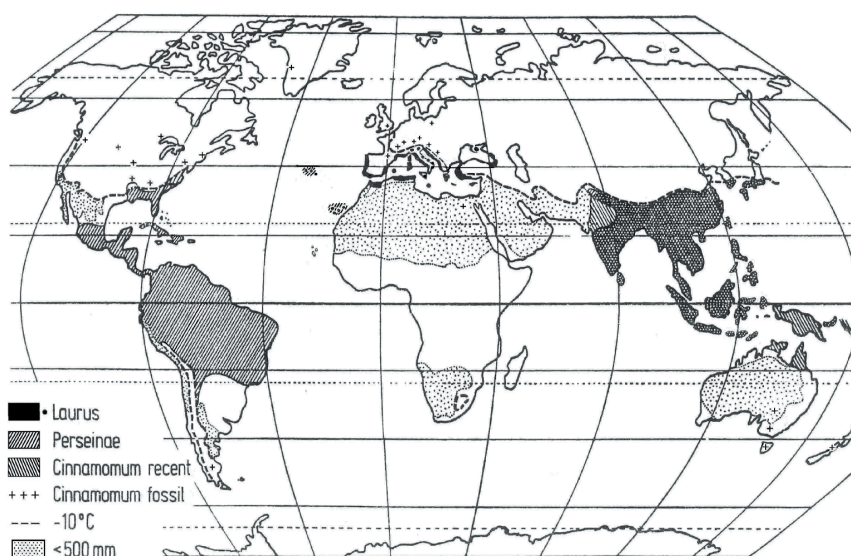 Laurus
Perseinae
Cinnamomum recent
+++ Cinnamomum fossil
--- -10°C
<500 mm